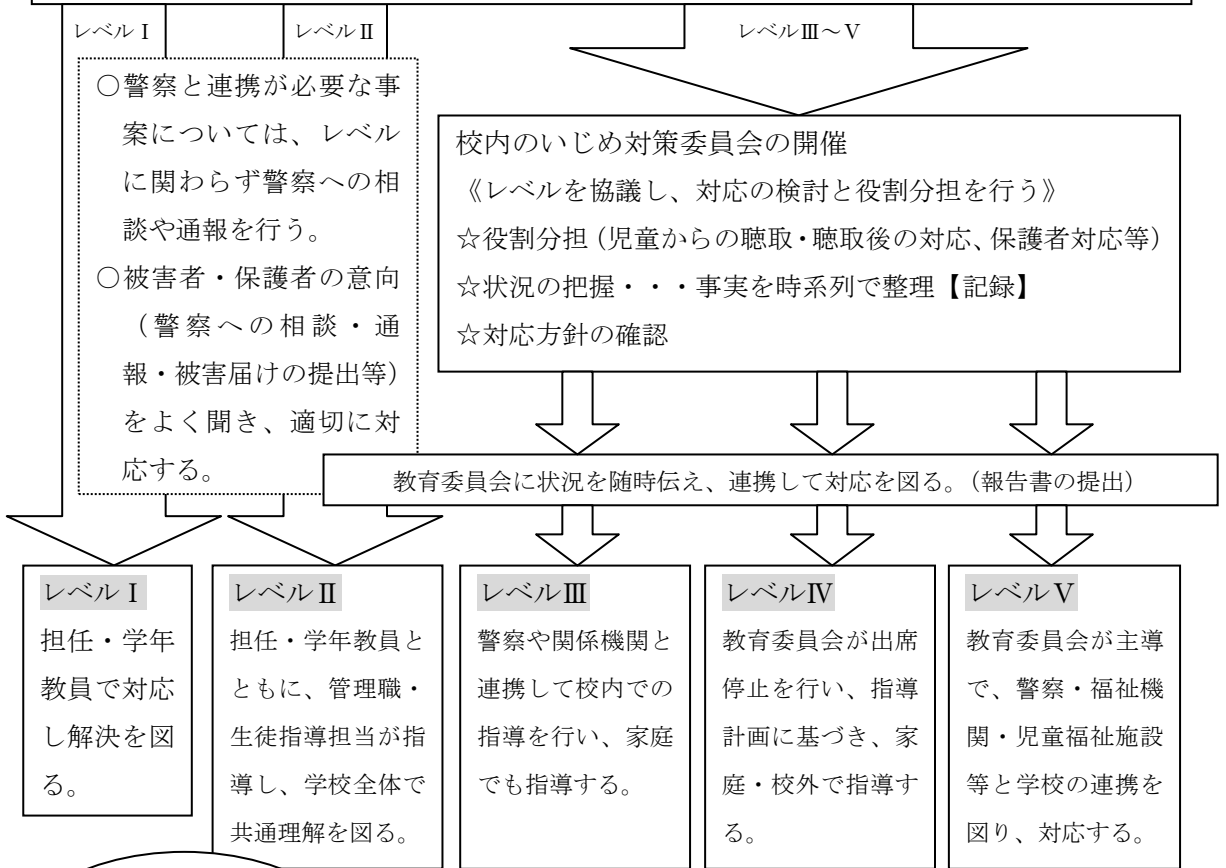 レベルⅠ
レベルⅡ
レベルⅢ～Ⅴ
○警察と連携が必要な事
案については、レベル
に関わらず警察への相
談や通報を行う。
○被害者・保護者の意向
（警察への相談・通
報・被害届けの提出等）
をよく聞き、適切に対
応する。
校内のいじめ対策委員会の開催
《レベルを協議し、対応の検討と役割分担を行う》
☆役割分担（児童からの聴取・聴取後の対応、保護者対応等）
☆状況の把握・・・事実を時系列で整理【記録】
☆対応方針の確認
教育委員会に状況を随時伝え、連携して対応を図る。（報告書の提出）
レベルⅠ
担任・学年
教員で対応
し解決を図
る。
レベルⅡ
担任・学年教員と
ともに、管理職・
生徒指導担当が指
導し、学校全体で
共通理解を図る。
レベルⅢ
警察や関係機関と
連携して校内での
指導を行い、家庭
でも指導する。
レベルⅣ
教育委員会が出席
停止を行い、指導
計画に基づき、家
庭・校外で指導す
る。
レベルⅤ
教育委員会が主導
で、警察・福祉機
関・児童福祉施設
等と学校の連携を
図り、対応する。